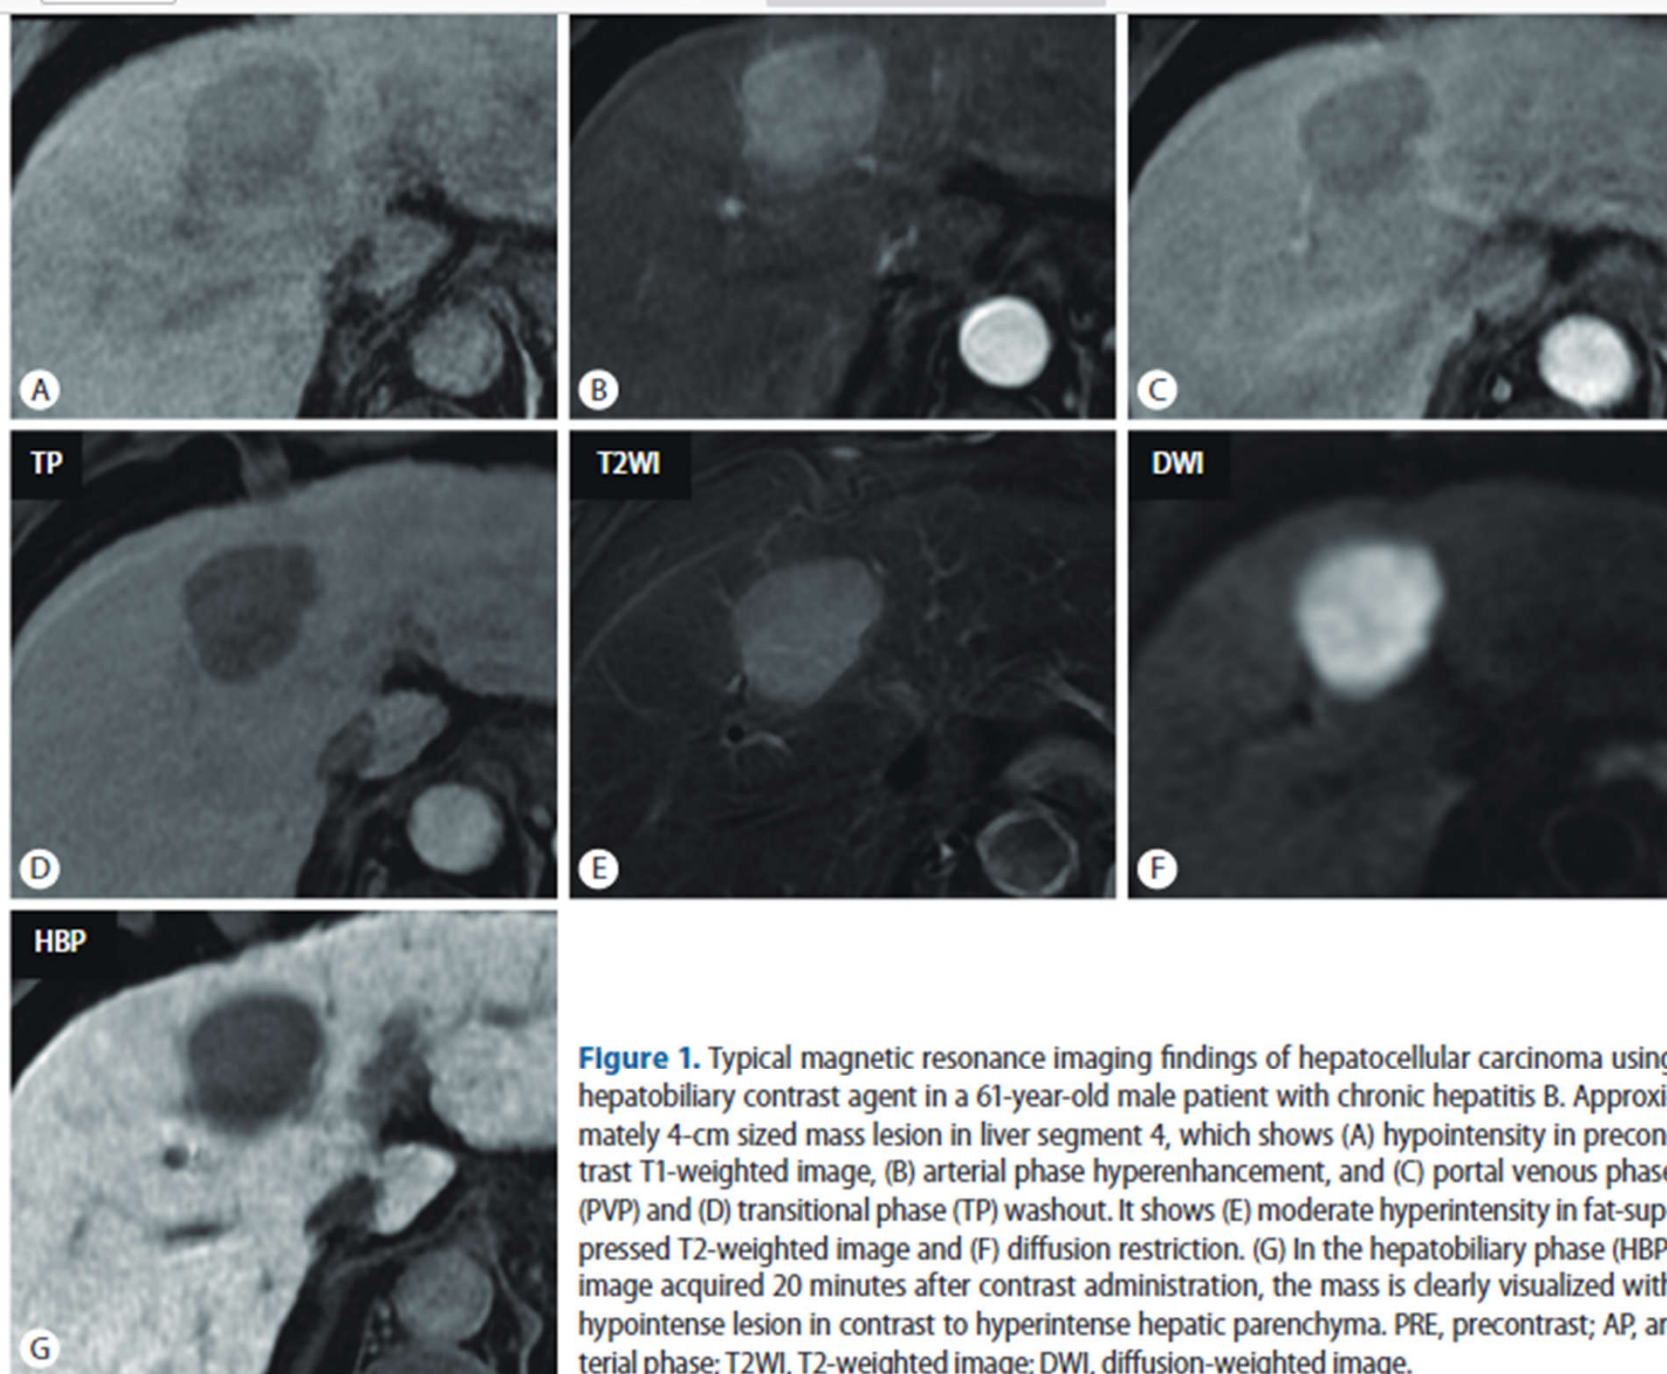 A
B
C
TP
T2WI
DWI
D
E
F
HBP
G
Figure 1. Typical magnetic resonance imaging findings of hepatocellular carcinoma using
hepatobiliary contrast agent in a 61-year-old male patient with chronic hepatitis B. Approxi-
mately 4-cm sized mass lesion in liver segment 4, which shows (A) hypointensity in precon-
trast T1-weighted image, (B) arterial phase hyperenhancement, and (C) portal venous phase
(PVP) and (D) transitional phase (TP) washout. It shows (E) moderate hyperintensity in fat-sup-
pressed T2-weighted image and (F) diffusion restriction. (G) In the hepatobiliary phase (HBP
image acquired 20 minutes after contrast administration, the mass is clearly visualized with
hypointense lesion in contrast to hyperintense hepatic parenchyma. PRE, precontrast; AP, ar-
terial phase; T2WI, T2-weighted image; DWI, diffusion-weighted image.